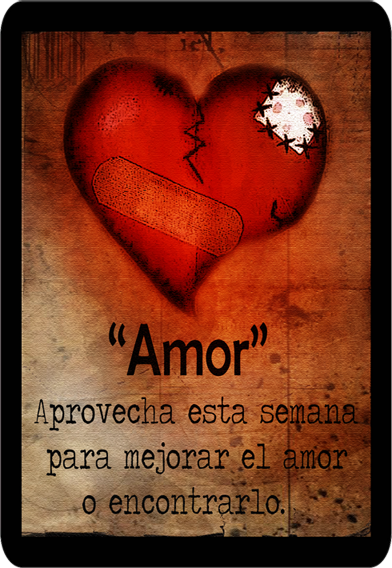 “Amor”
Aprovecha esta semana
para mejorar el amor
o encontrarlo.